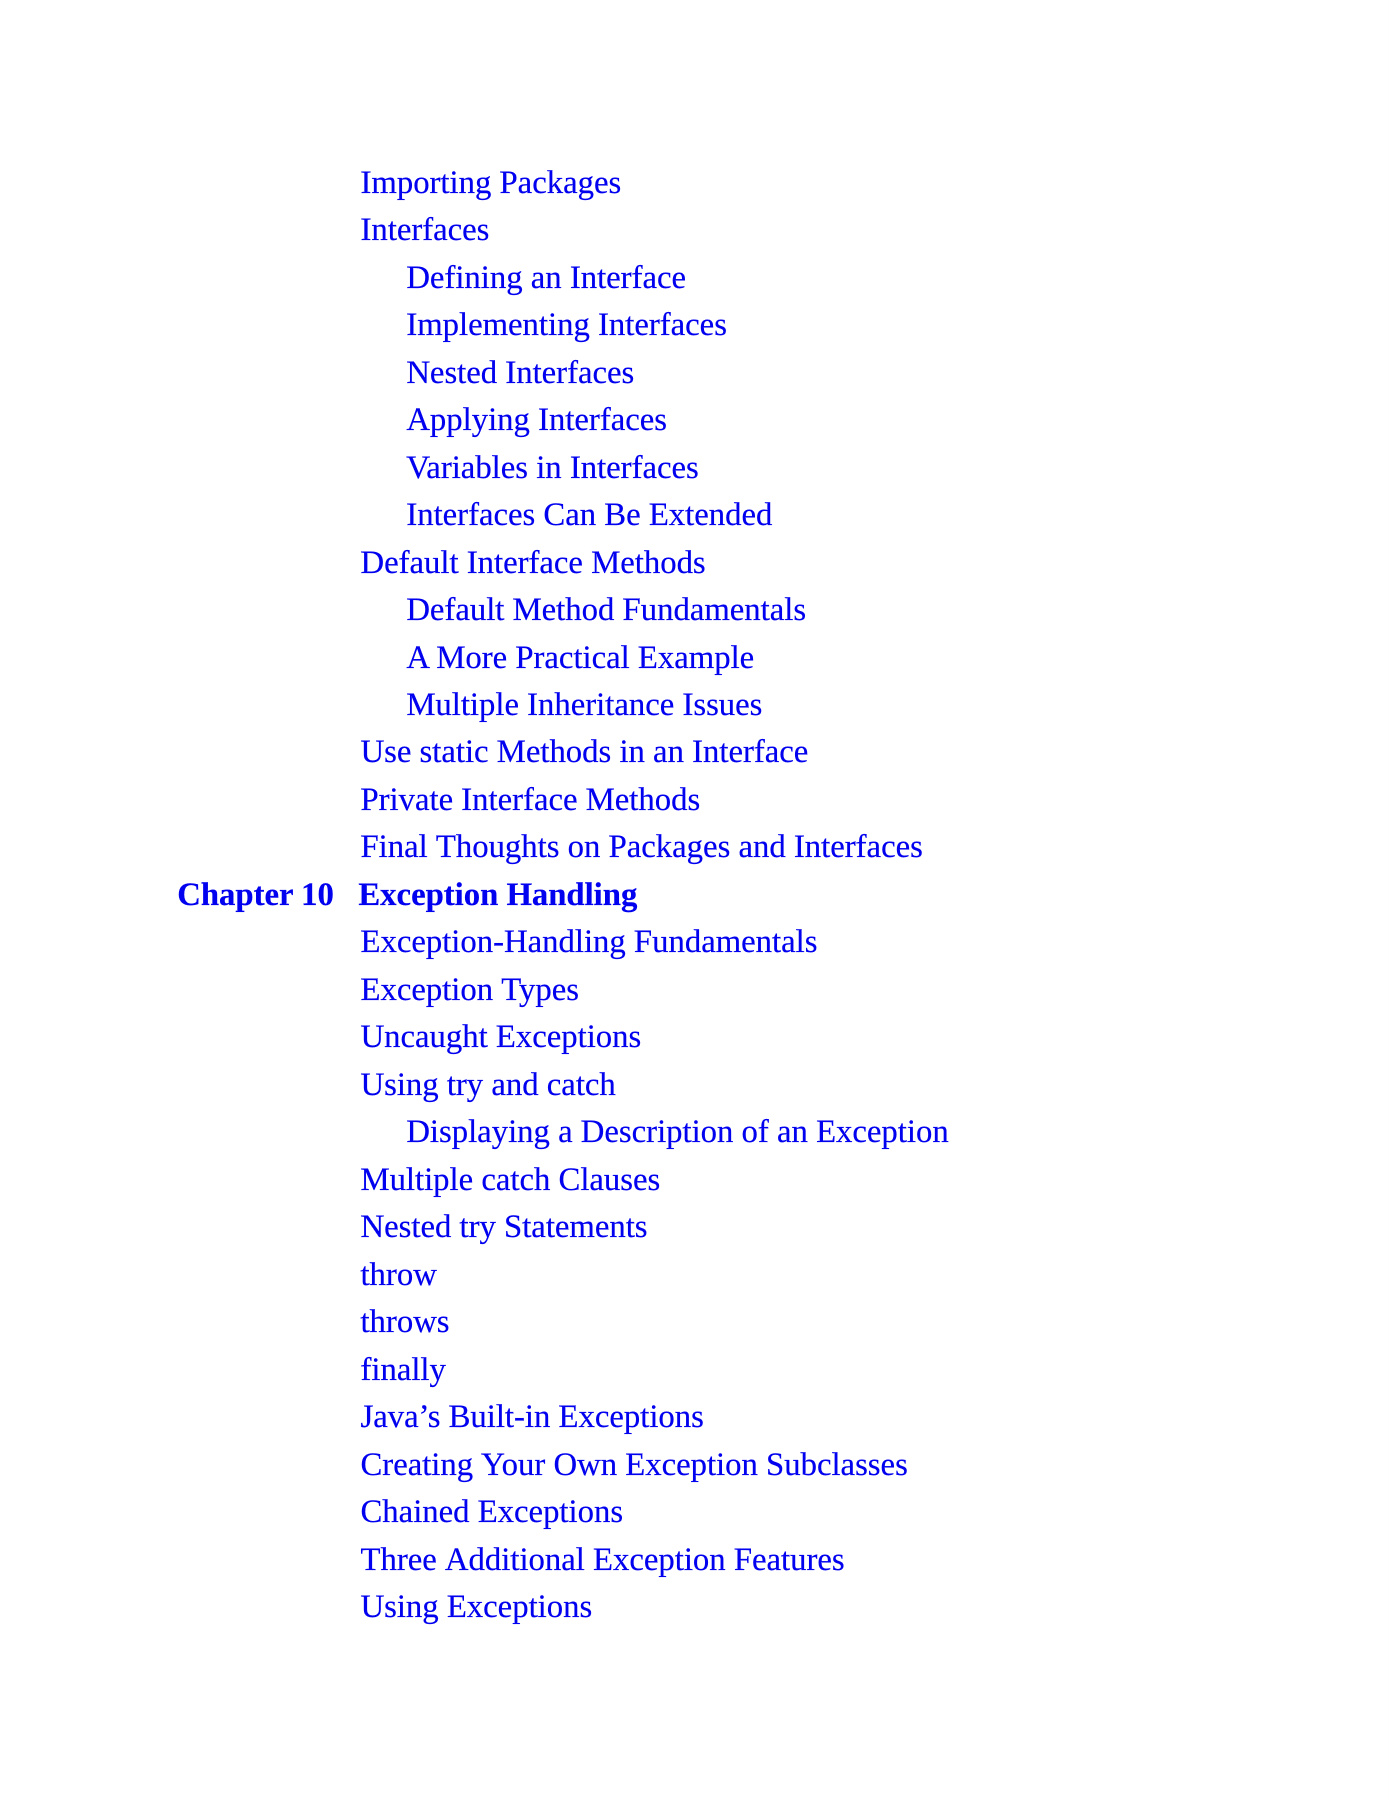 Importing Packages
Interfaces
Defining an Interface
Implementing Interfaces
Nested Interfaces
Applying Interfaces
Variables in Interfaces
Interfaces Can Be Extended
Default Interface Methods
Default Method Fundamentals
A More Practical Example
Multiple Inheritance Issues
Use static Methods in an Interface
Private Interface Methods
Final Thoughts on Packages and Interfaces
Chapter 10 Exception Handling
Exception-Handling Fundamentals
Exception Types
Uncaught Exceptions
Using try and catch
Displaying a Description of an Exception
Multiple catch Clauses
Nested try Statements
throw
throws
finally
Java’s Built-in Exceptions
Creating Your Own Exception Subclasses
Chained Exceptions
Three Additional Exception Features
Using Exceptions